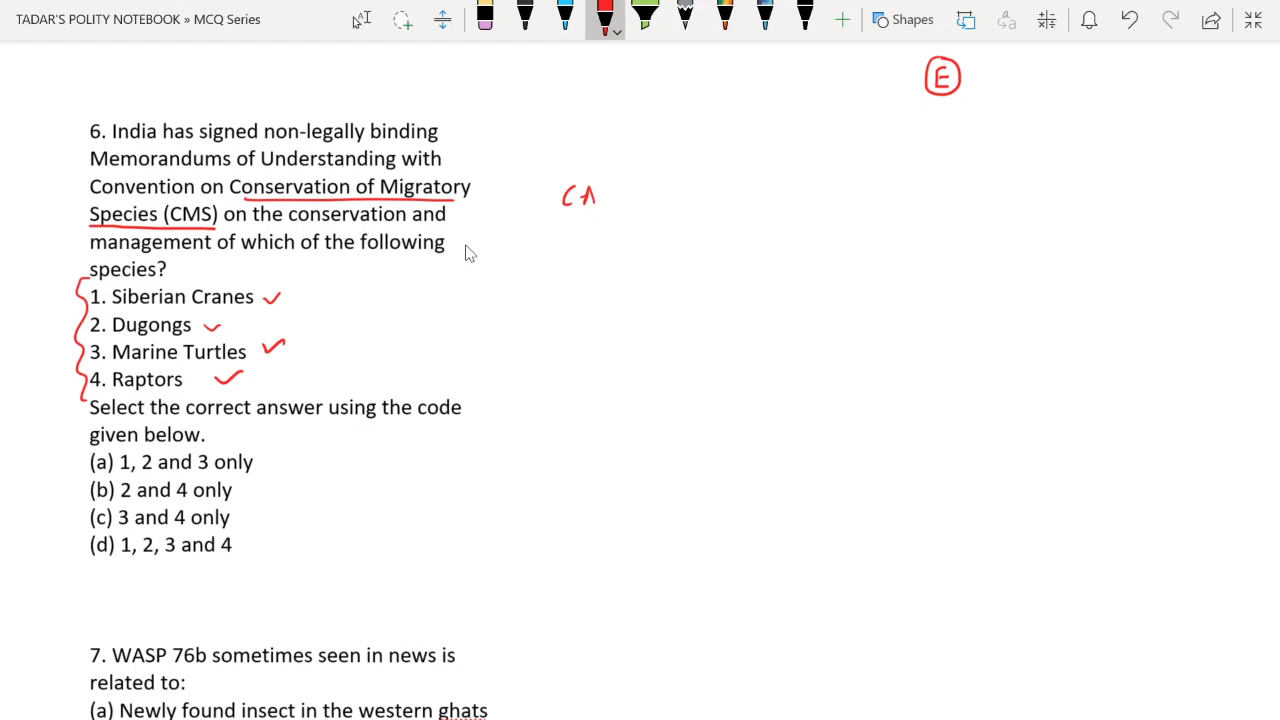 TADAR'S POLITY NOTEBOOK » MCQ Series
Shapes
E
6. India has signed non-legally binding
Memorandums of Understanding with
Convention on Conservation of Migratory
Species (CMS) on the conservation and
management of which of the following
species?
CA
1. Siberian Cranes
2. Dugongs
3. Marine Turtles
4. Raptors
Select the correct answer using the code
given below.
(a) 1, 2 and 3 only
(b) 2 and 4 only
(c) 3 and 4 only
(d) 1, 2, 3 and 4
7. WASP 76b sometimes seen in news is
related to:
(a) Newly found insect in the western ghats